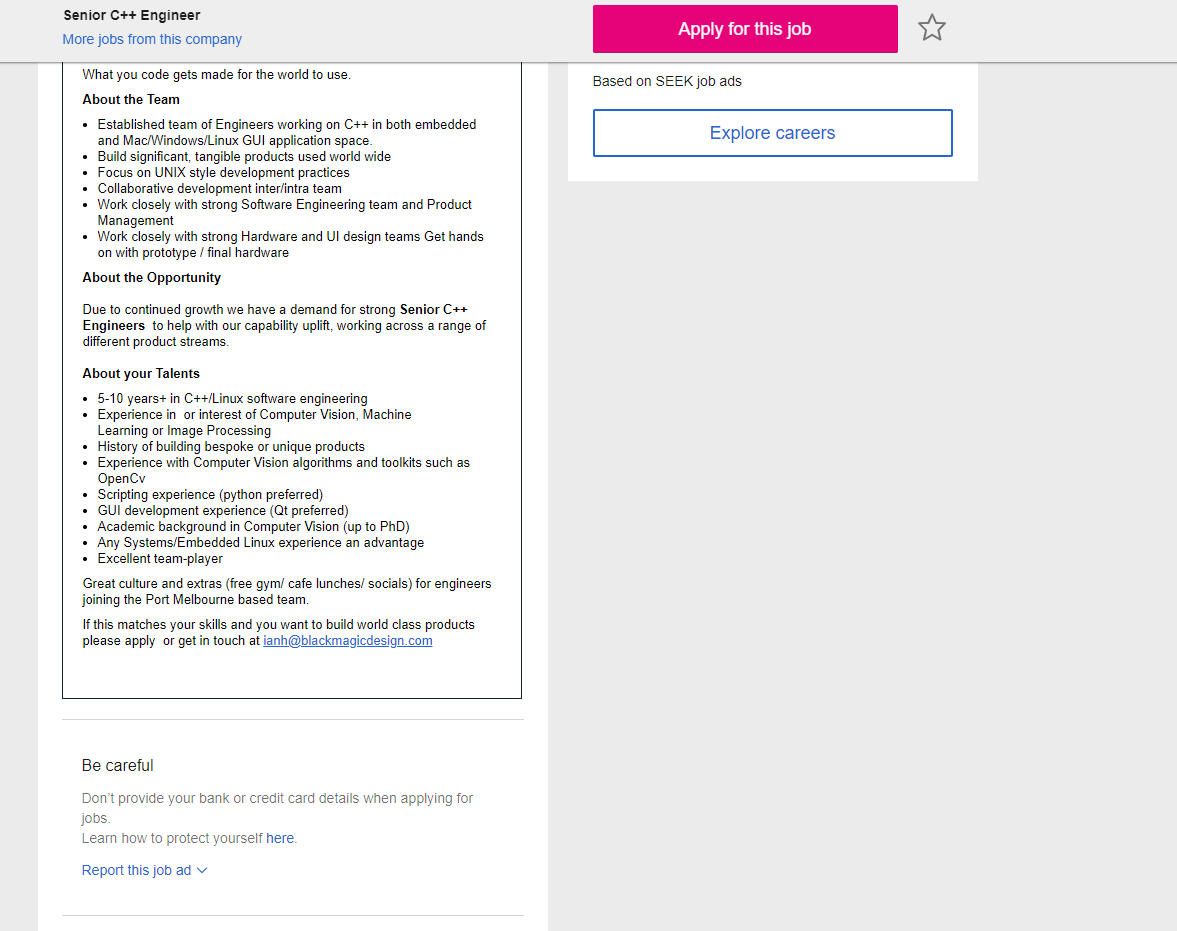 Senior C++ Engineer
More jobs from this company
Apply for this job
What you code gets made for the world to use.
About the Team
• Established team of Engineers working on C++ in both embedded
and Mac/Windows/Linux GUI application space.
• Build significant, tangible products used world wide
• Focus on UNIX style development practices
• Collaborative development inter/intra team
• Work closely with strong Software Engineering team and Product
Management
• Work closely with strong Hardware and UI design teams Get hands
on with prototype / final hardware
About the Opportunity
Due to continued growth we have a demand for strong Senior C++
Engineers  to help with our capability uplift, working across a range of
different product streams.
About your Talents
• 5-10 years+ in C++/Linux software engineering
• Experience in  or interest of Computer Vision, Machine
Learning or Image Processing
• History of building bespoke or unique products
• Experience with Computer Vision algorithms and toolkits such as
OpenCv
• Scripting experience (python preferred)
• GUI development experience (Qt preferred)
• Academic background in Computer Vision (up to PhD)
• Any Systems/Embedded Linux experience an advantage
• Excellent team-player
Great culture and extras (free gym/ cafe lunches/ socials) for engineers
joining the Port Melbourne based team.
If this matches your skills and you want to build world class products
please apply  or get in touch at ianh@blackmagicdesign.com
Be careful
Don't provide your bank or credit card details when applying for
jobs.
Learn how to protect yourself here.
Report this job ad
Based on SEEK job ads
Explore careers